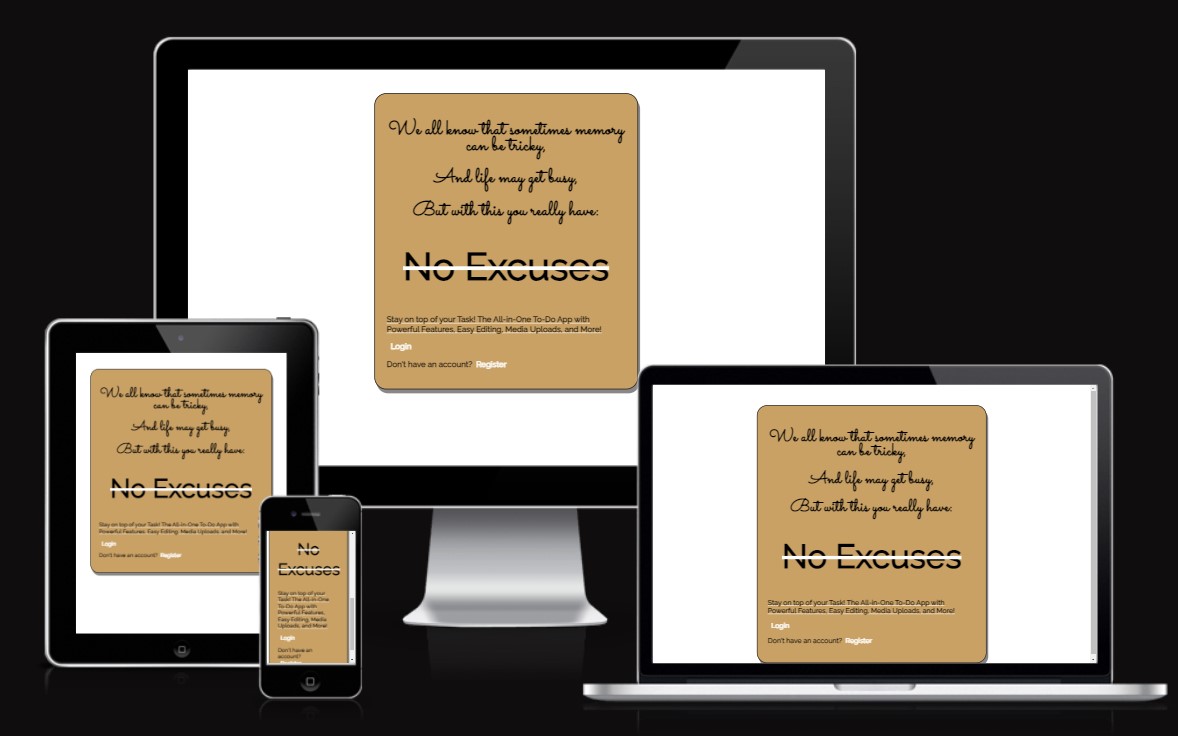 We all know that sometimes memory
can be tricky,
And life may get busy,
But with this you really have:
No Excuses
Stay on top of your Task! The All-in-One To-Do App with
Powerful Features, Easy Editing, Media Uploads, and More!
Login
Don't have an account? Register
We all know that sometimes memory
can be tricky,
And life may get busy,
But with this you really have:
No Excuses
Stay on top of your Task! The All-in-One To-Do App with
Powerful Features, Easy Editing, Media Uploads, and More!
Login
Don't have an account? Register
No
Excuses
Stay on top of your
Task! The All-in-One
To-Do App with
Powerful Features,
Easy Editing, Media
Uploads, and More!
Login
Don't have an
account?
Register
We all know that sometimes memory
can be tricky,
And life may get busy,
But with this you really have:
No Excuses
Stay on top of your Task! The All-in-One To-Do App with
Powerful Features, Easy Editing, Media Uploads, and More!
Login
Don't have an account? Register